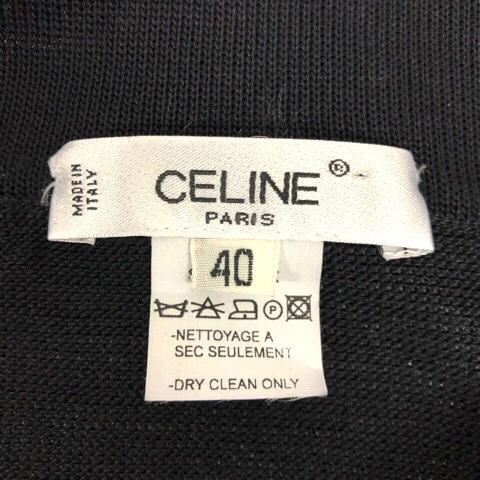 MADE IN
ITALY
CELINE®
PARIS
40
P
-NETTOYAGE A
SEC SEULEMENT
-DRY CLEAN ONLY